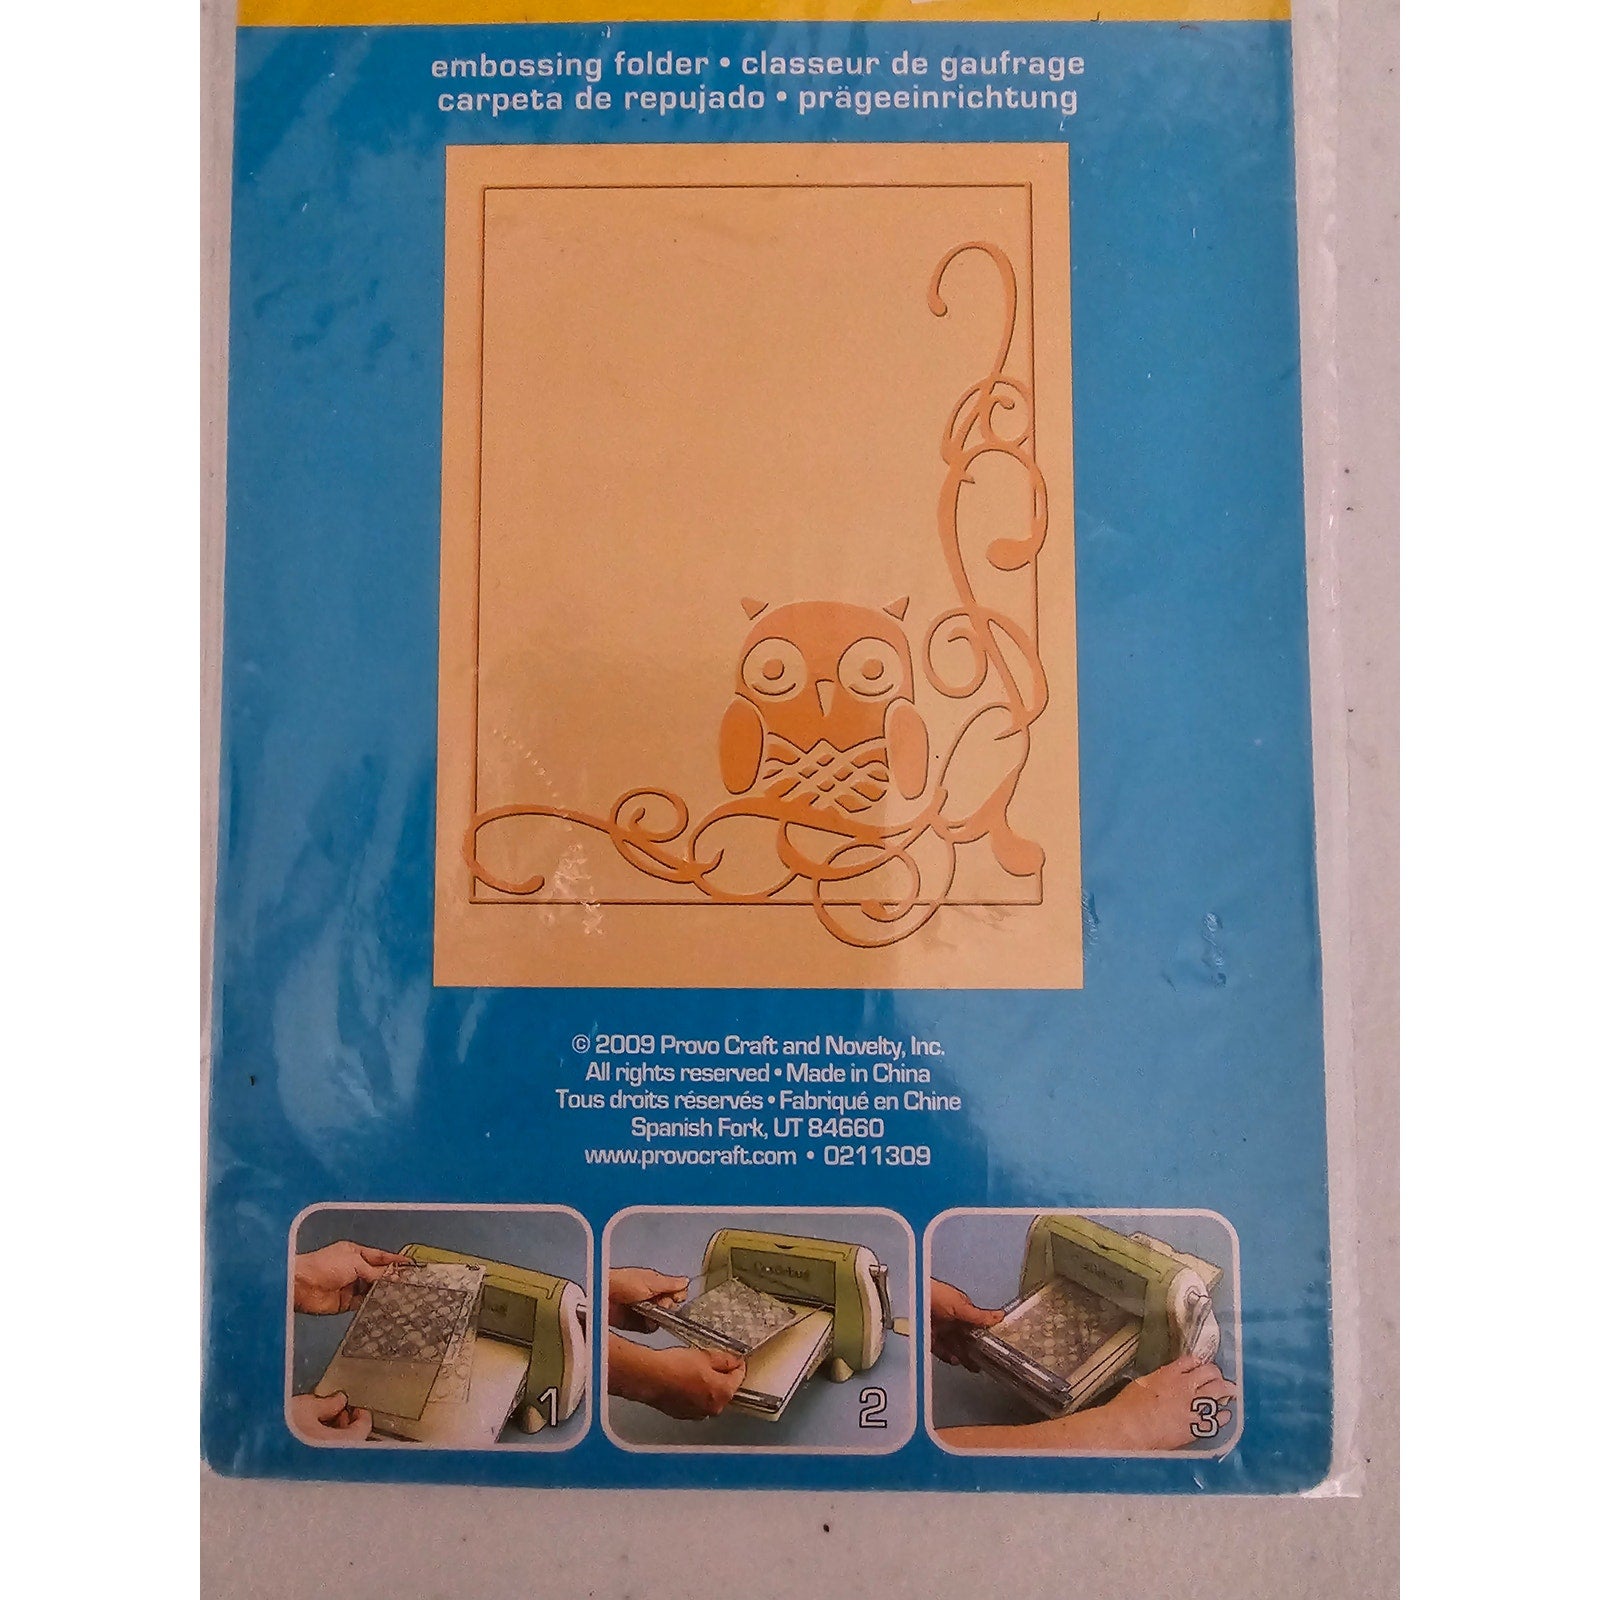 embossing folder • classeur de gaufrage
carpeta de repujado • prägeeinrichtung
© 2009 Provo Craft and Novelty, Inc.
All rights reserved • Made in China
Tous droits réservés • Fabriqué en Chine
Spanish Fork, UT 84660
www.provocraft.com • 0211309
1
2
3